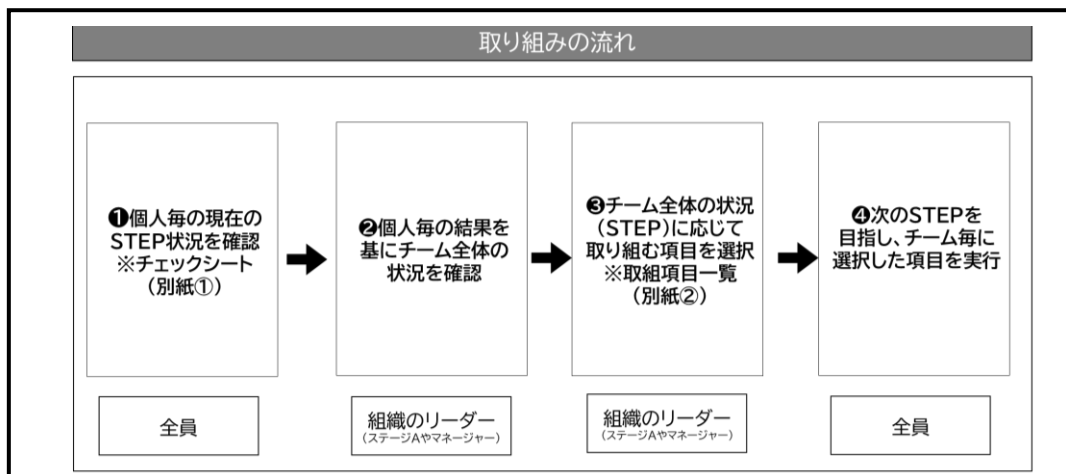 取り組みの流れ
❶個人毎の現在の
STEP状況を確認
※チェックシート
(別紙①)
❷個人毎の結果を
基にチーム全体の
状況を確認
❸チーム全体の状況
(STEP)に応じて
取り組む項目を選択
※取組項目一覧
(別紙②)
❹次のSTEPを
目指し、チーム毎に
選択した項目を実行
全員
組織のリーダー
(ステージAやマネージャー)
組織のリーダー
(ステージAやマネージャー)
全員